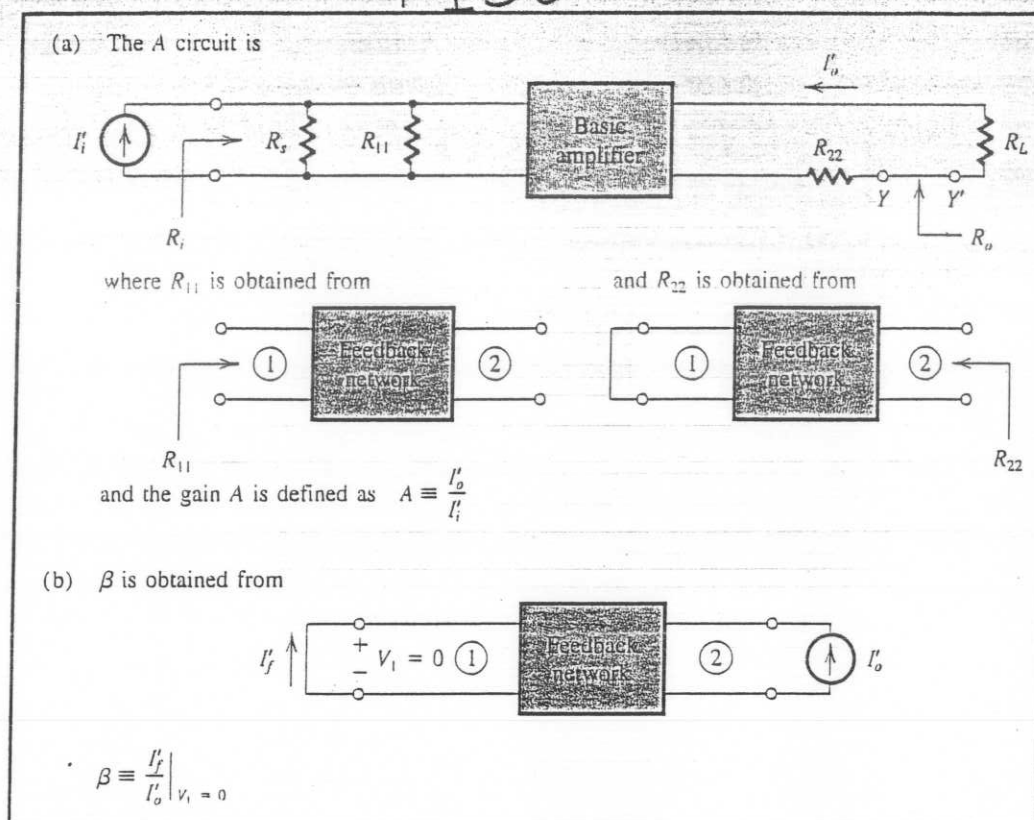 (a) The A circuit is
I'o
I'i
Rs
R11
Basic amplifier
R22
RL
Y
Y'
Ri
Ro
where R11 is obtained from
and R22 is obtained from
①
Feedback network
②
①
Feedback network
②
R11
R22
and the gain A is defined as A ≡ I'o / I'i
(b) β is obtained from
I'f
+
V1 = 0
−
①
Feedback network
②
I'o
β ≡ I'f / I'o | V1 = 0